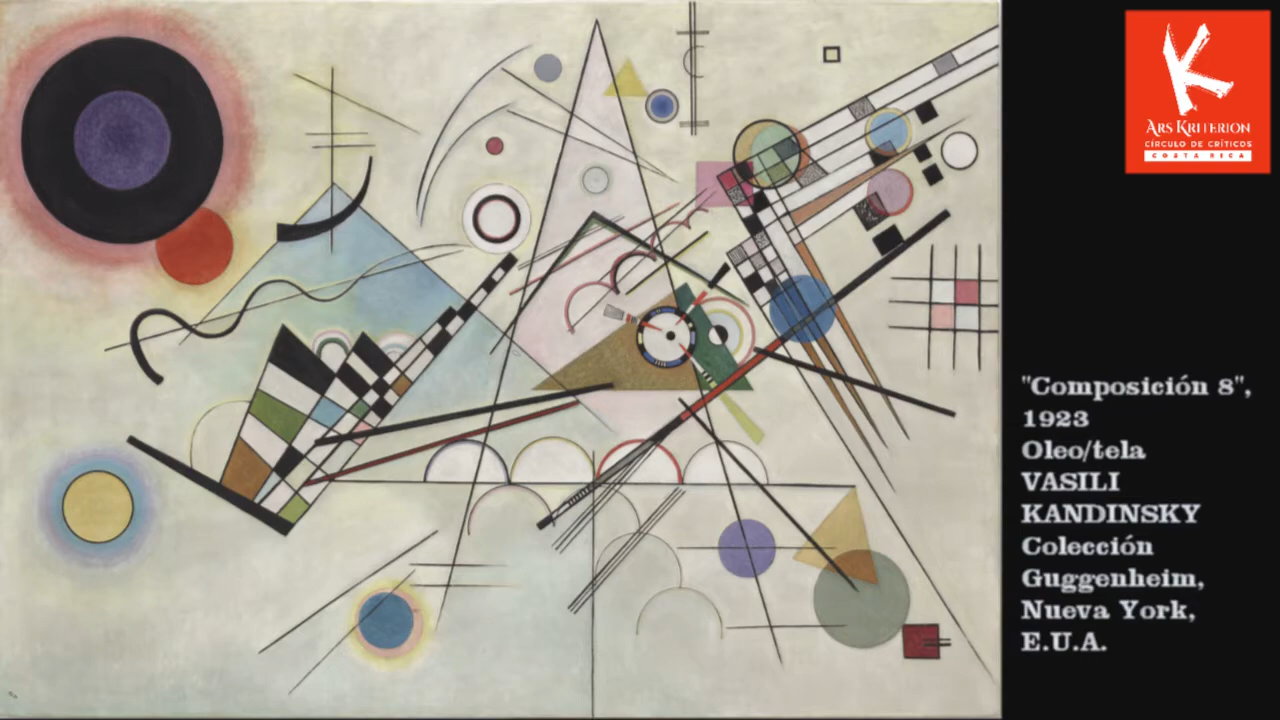 ARS KRITERION
CÍRCULO DE CRÍTICOS
COSTA RICA
"Composición 8",
1923
Oleo/tela
VASILI
KANDINSKY
Colección
Guggenheim,
Nueva York,
E.U.A.